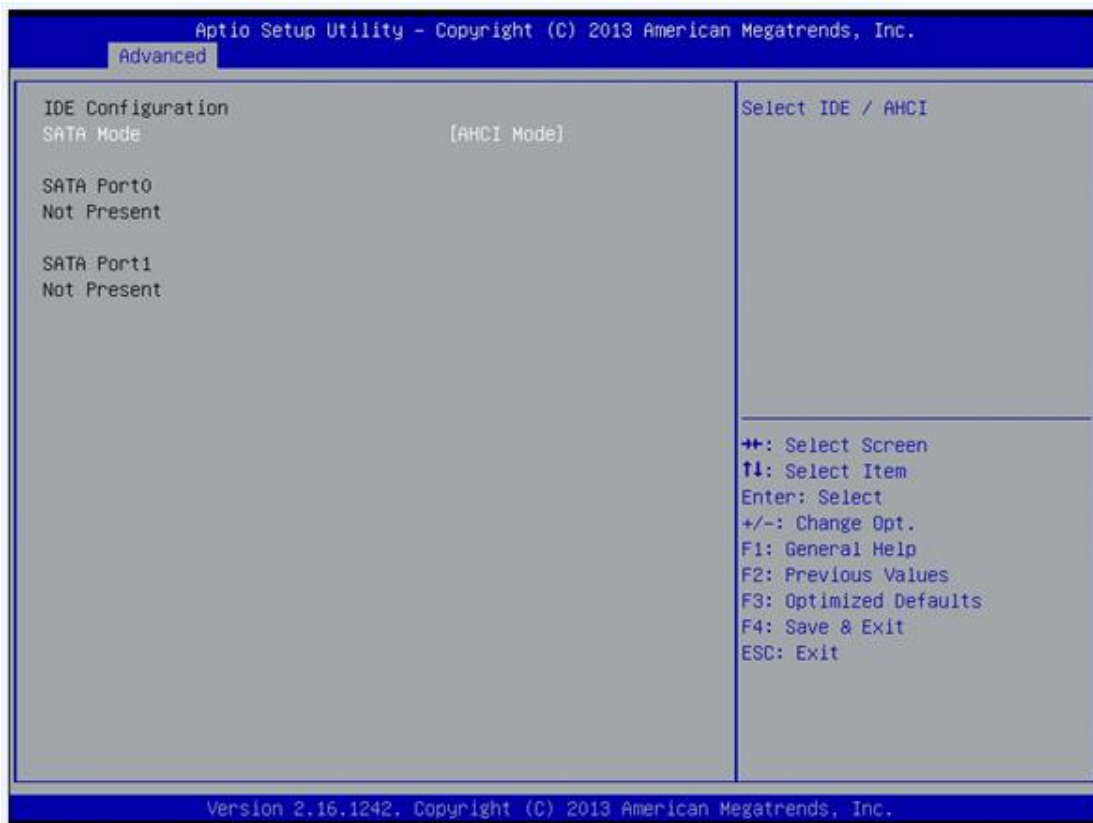 Aptio Setup Utility – Copyright (C) 2013 American Megatrends, Inc.
Advanced
IDE Configuration
SATA Mode [AHCI Mode]
SATA Port0
Not Present
SATA Port1
Not Present
Select IDE / AHCI
→←: Select Screen
↑↓: Select Item
Enter: Select
+/-: Change Opt.
F1: General Help
F2: Previous Values
F3: Optimized Defaults
F4: Save & Exit
ESC: Exit
Version 2.16.1242. Copyright (C) 2013 American Megatrends, Inc.